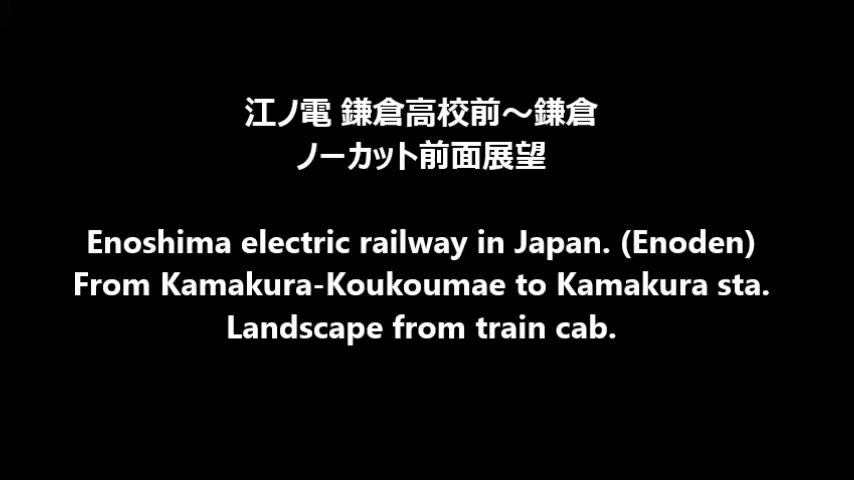 江ノ電 鎌倉高校前～鎌倉
ノーカット前面展望
Enoshima electric railway in Japan. (Enoden)
From Kamakura-Koukoumae to Kamakura sta.
Landscape from train cab.